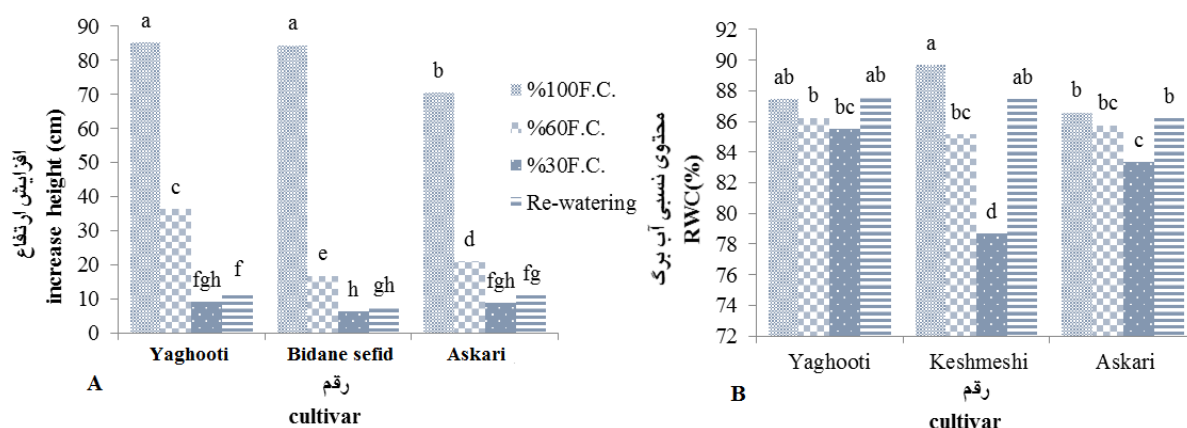 90
80
70
60
50
40
30
20
10
0
افزایش ارتفاع
increase height (cm)
a
c
fgh
f
a
e
h
gh
b
d
fgh
fg
%100F.C.
%60F.C.
%30F.C.
Re-watering
Yaghooti
Bidane sefid
Askari
رقم
A
cultivar
92
90
88
86
84
82
80
78
76
74
72
محتوی نسبی آب برگ
RWC(%)
ab
b
bc
ab
a
bc
d
ab
b
bc
c
b
Yaghooti
Keshmeshi
Askari
رقم
B
cultivar